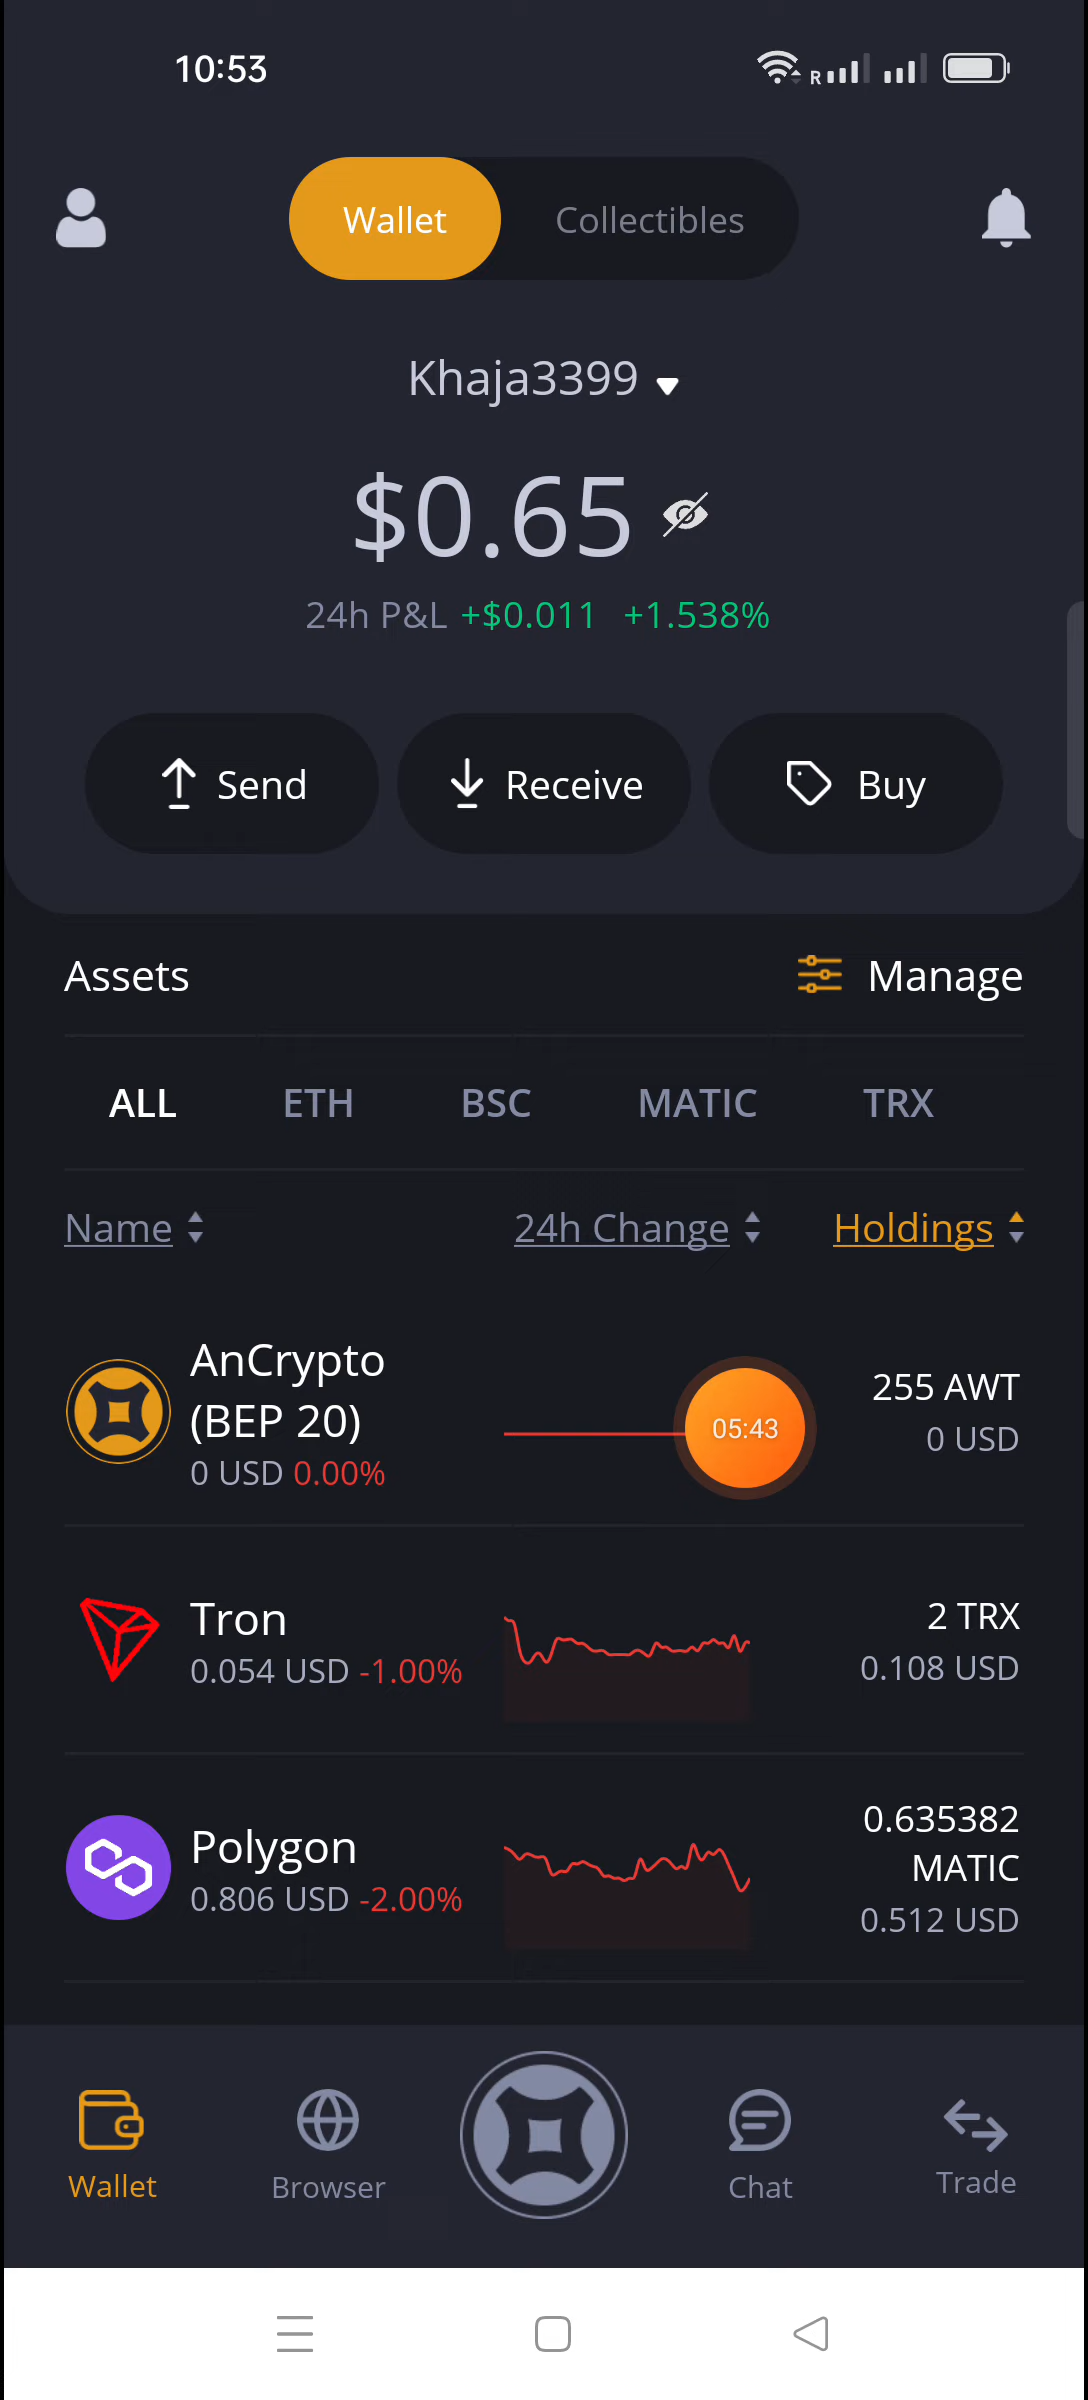 10:53
R
Wallet
Collectibles
Khaja3399
$0.65
24h P&L +$0.011 +1.538%
Send
Receive
Buy
Assets
Manage
ALL ETH BSC MATIC TRX
Name
24h Change
Holdings
AnCrypto
(BEP 20)
0 USD 0.00%
05:43
255 AWT
0 USD
Tron
0.054 USD -1.00%
2 TRX
0.108 USD
Polygon
0.806 USD -2.00%
0.635382
MATIC
0.512 USD
Wallet
Browser
Chat
Trade